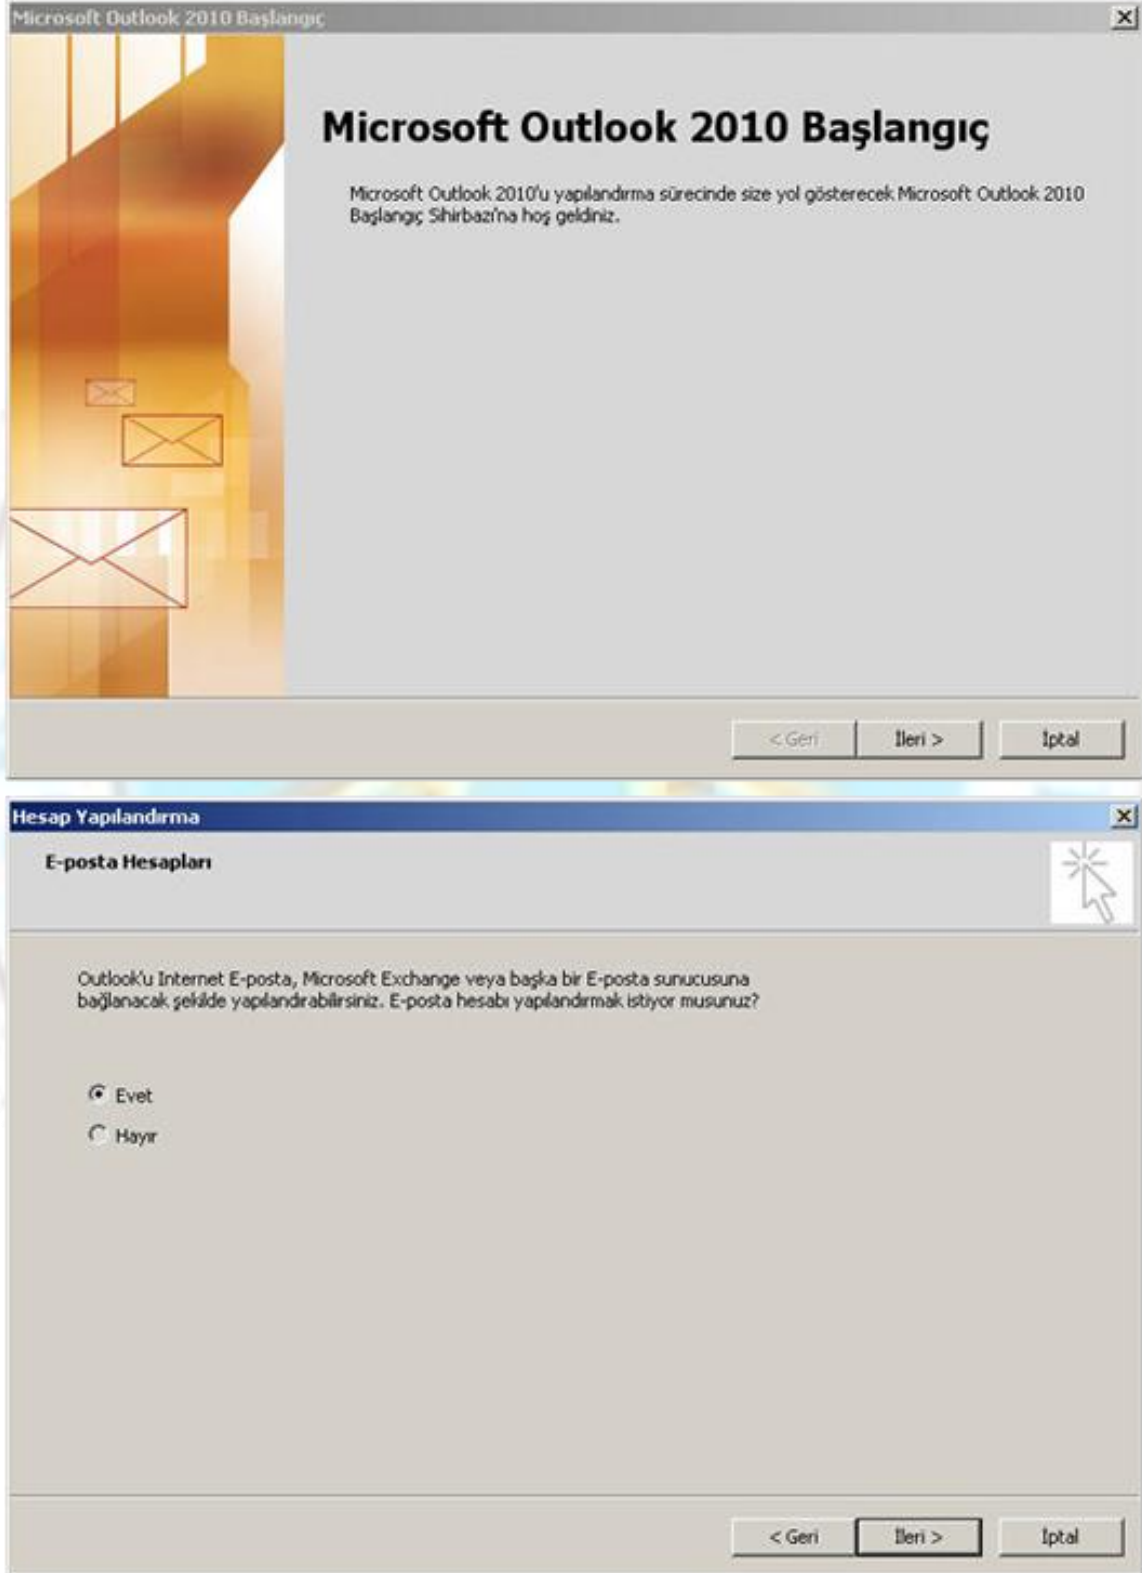 Microsoft Outlook 2010 Başlangıç
Microsoft Outlook 2010 Başlangıç
Microsoft Outlook 2010'u yapılandırma sürecinde size yol gösterecek Microsoft Outlook 2010
Başlangıç Sihirbazı'na hoş geldiniz.
< Geri
İleri >
İptal
Hesap Yapılandırma
E-posta Hesapları
Outlook'u Internet E-posta, Microsoft Exchange veya başka bir E-posta sunucusuna
bağlanacak şekilde yapılandırabilirsiniz. E-posta hesabı yapılandırmak istiyor musunuz?
Evet
Hayır
< Geri
İleri >
İptal